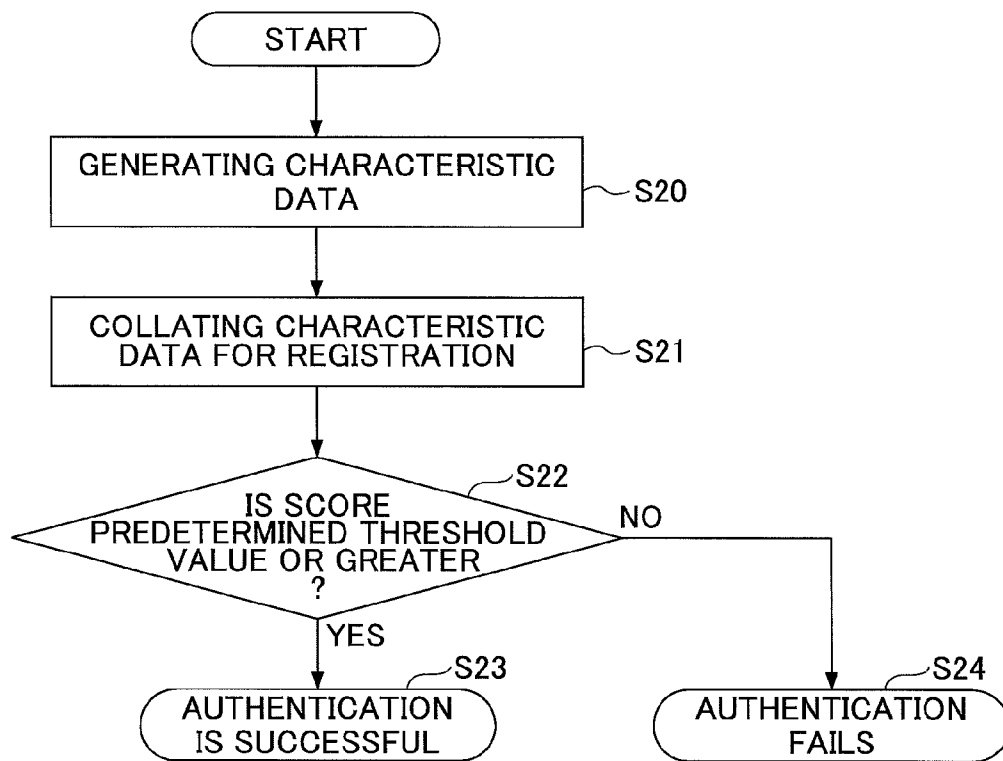 START
GENERATING CHARACTERISTIC
DATA
S20
COLLATING CHARACTERISTIC
DATA FOR REGISTRATION
S21
S22
IS SCORE
PREDETERMINED THRESHOLD
VALUE OR GREATER
?
NO
YES
S23
AUTHENTICATION
IS SUCCESSFUL
S24
AUTHENTICATION
FAILS